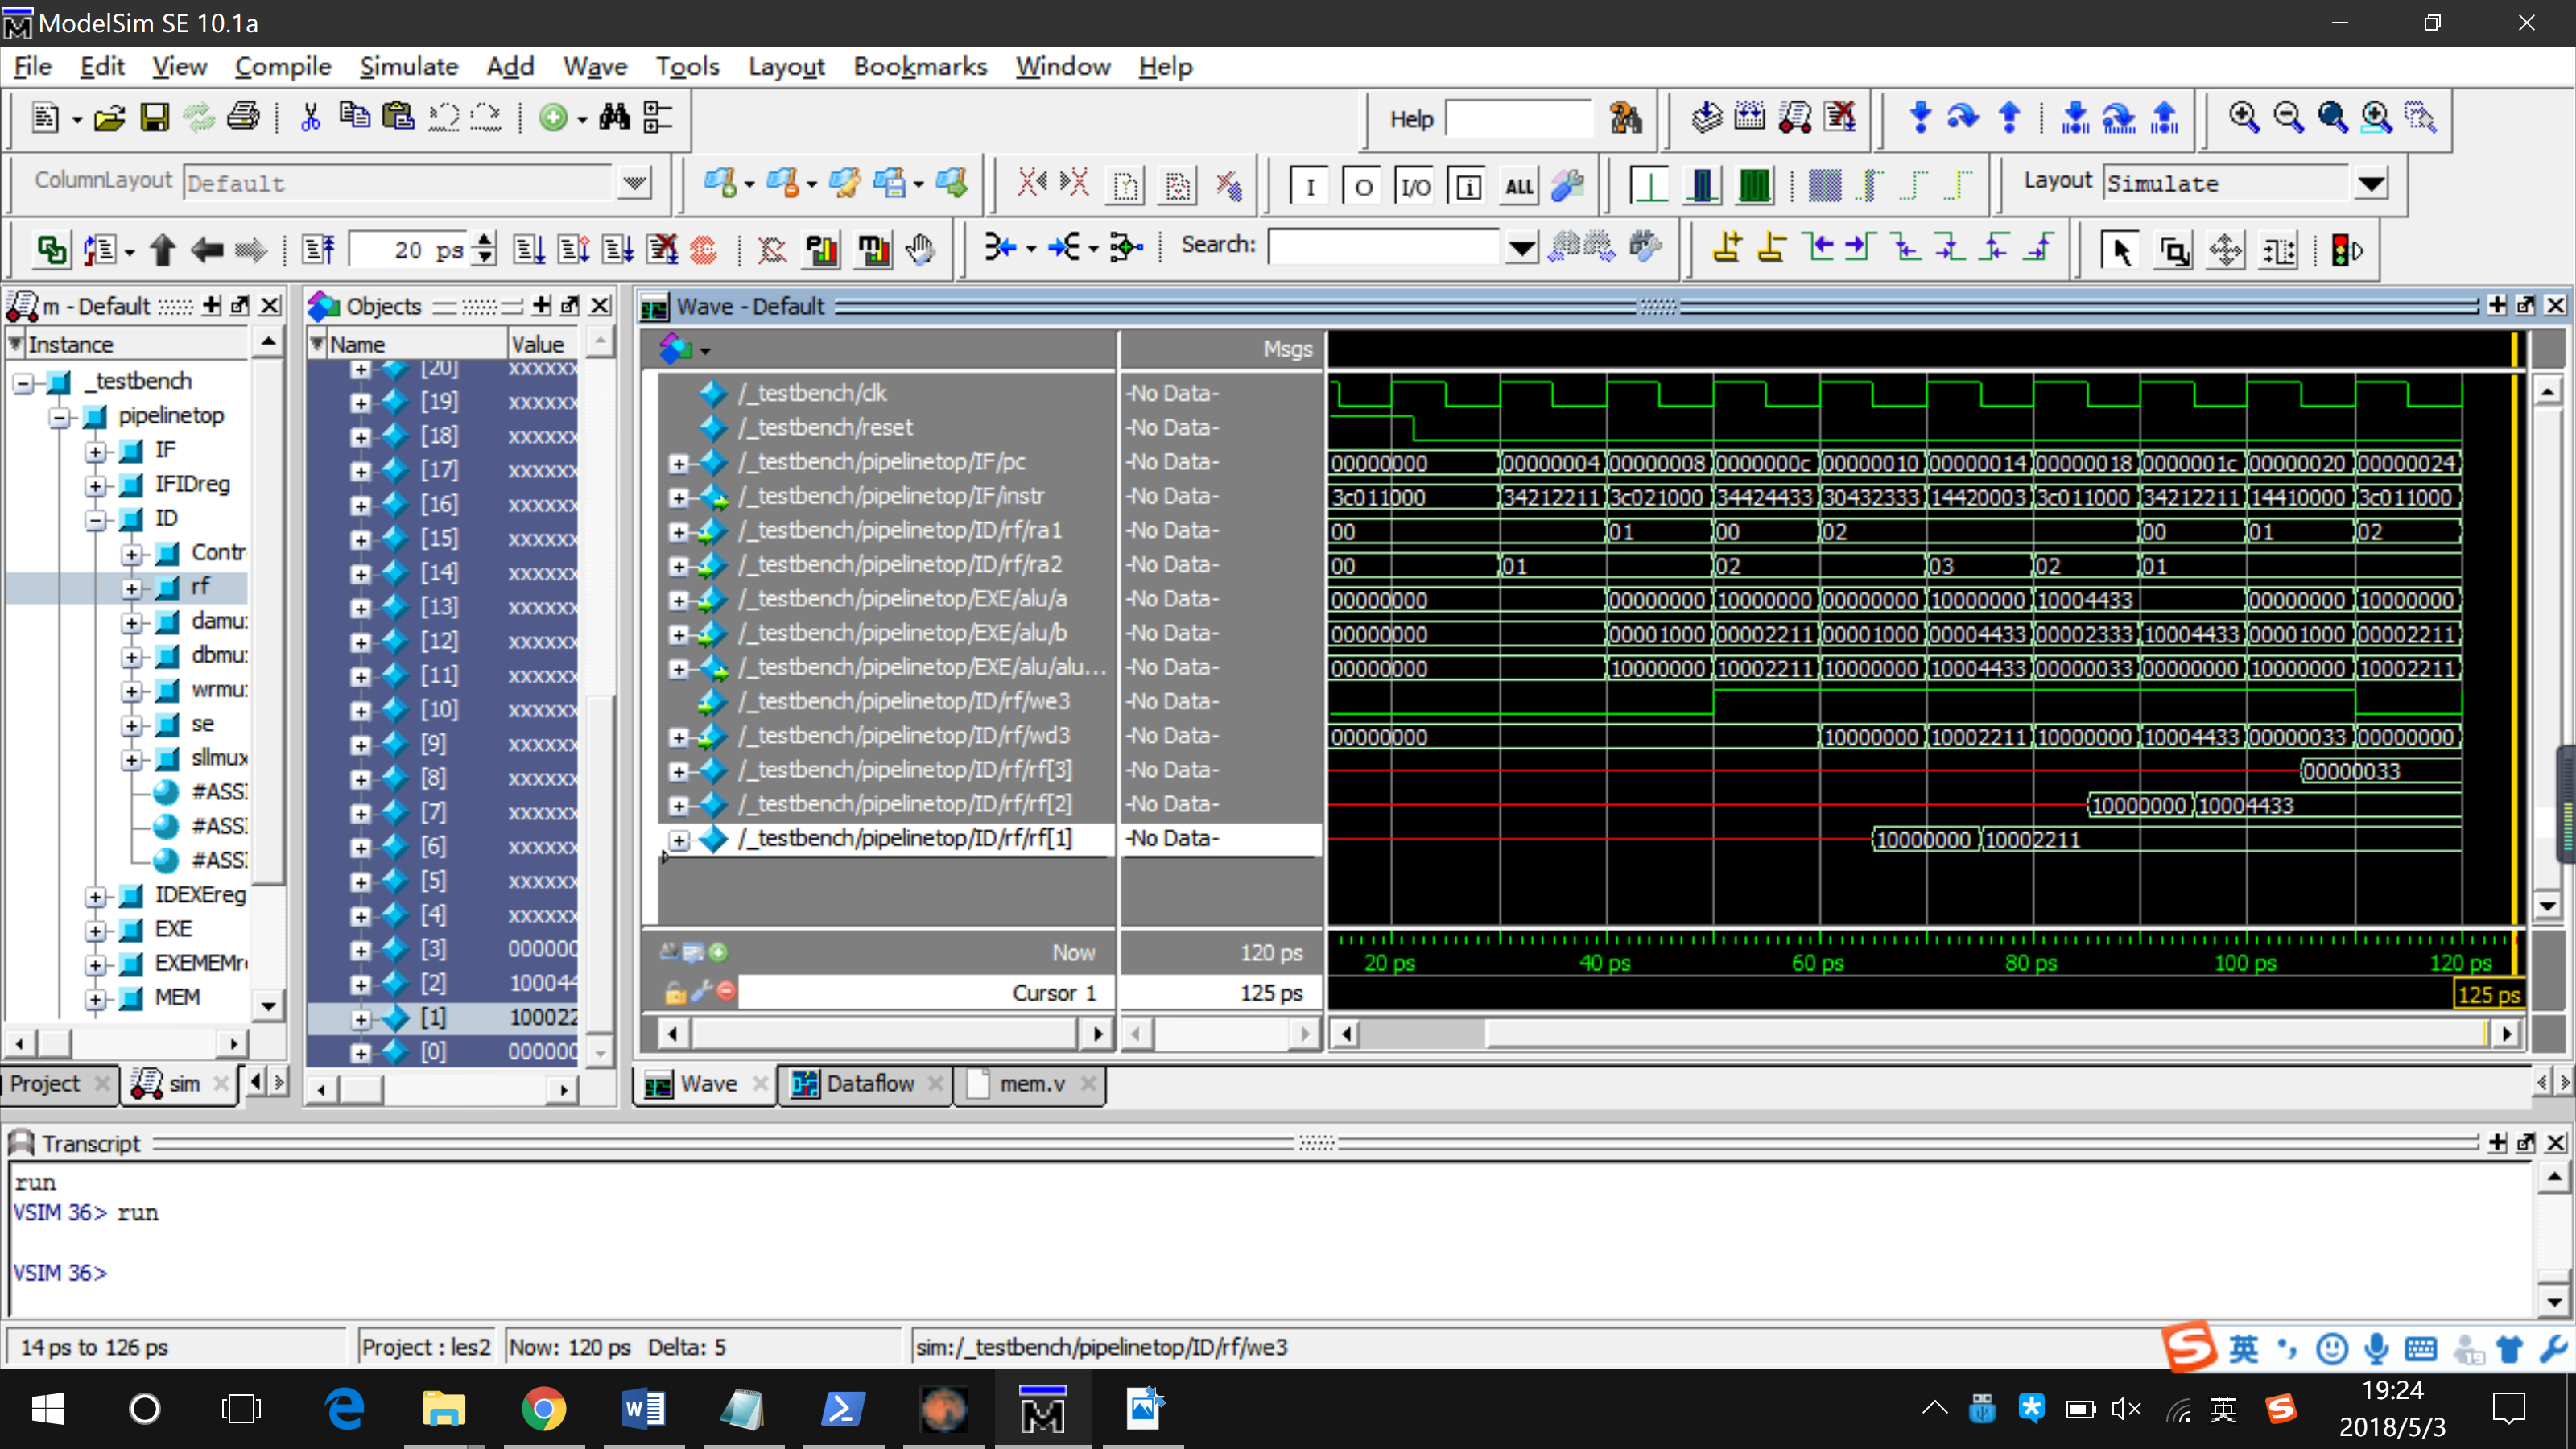 ModelSim SE 10.1a
File Edit View Compile Simulate Add Wave Tools Layout Bookmarks Window Help
Help
ColumnLayout Default
I O I/O i ALL
Layout Simulate
20 ps
Search:
m - Default
Objects
Wave - Default
Instance
Name Value
Msgs
_testbench
pipelinetop
IF
IFIDreg
ID
Contr
rf
damu
dbmu
wrmu
se
sllmux
#ASS
#ASS
#ASS
IDEXEreg
EXE
EXEMEMr
MEM
[20] xxxxxx
[19] xxxxxx
[18] xxxxxx
[17] xxxxxx
[16] xxxxxx
[15] xxxxxx
[14] xxxxxx
[13] xxxxxx
[12] xxxxxx
[11] xxxxxx
[10] xxxxxx
[9] xxxxxx
[8] xxxxxx
[7] xxxxxx
[6] xxxxxx
[5] xxxxxx
[4] xxxxxx
[3] 000000
[2] 100044
[1] 100022
[0] 000000
/_testbench/clk -No Data-
/_testbench/reset -No Data-
/_testbench/pipelinetop/IF/pc -No Data- 00000000 00000004 00000008 0000000c 00000010 00000014 00000018 0000001c 00000020 00000024
/_testbench/pipelinetop/IF/instr -No Data- 3c011000 34212211 3c021000 34424433 30432333 14420003 3c011000 34212211 14410000 3c011000
/_testbench/pipelinetop/ID/rf/ra1 -No Data- 00 01 00 02 00 01 02
/_testbench/pipelinetop/ID/rf/ra2 -No Data- 00 01 02 03 02 01
/_testbench/pipelinetop/EXE/alu/a -No Data- 00000000 00000000 10000000 00000000 10000000 10004433 00000000 10000000
/_testbench/pipelinetop/EXE/alu/b -No Data- 00000000 00001000 00002211 00001000 00004433 00002333 10004433 00001000 00002211
/_testbench/pipelinetop/EXE/alu/alu... -No Data- 00000000 10000000 10002211 10000000 10004433 00000033 00000000 10000000 10002211
/_testbench/pipelinetop/ID/rf/we3 -No Data-
/_testbench/pipelinetop/ID/rf/wd3 -No Data- 00000000 10000000 10002211 10000000 10004433 00000033 00000000
/_testbench/pipelinetop/ID/rf/rf[3] -No Data- 00000033
/_testbench/pipelinetop/ID/rf/rf[2] -No Data- 10000000 10004433
/_testbench/pipelinetop/ID/rf/rf[1] -No Data- 10000000 10002211
Now 120 ps 20 ps 40 ps 60 ps 80 ps 100 ps 120 ps
Cursor 1 125 ps 125 ps
Project sim
Wave Dataflow mem.v
Transcript
run
VSIM 36> run
VSIM 36>
14 ps to 126 ps Project : les2 Now: 120 ps Delta: 5 sim:/_testbench/pipelinetop/ID/rf/we3
英
19:24
英
2018/5/3